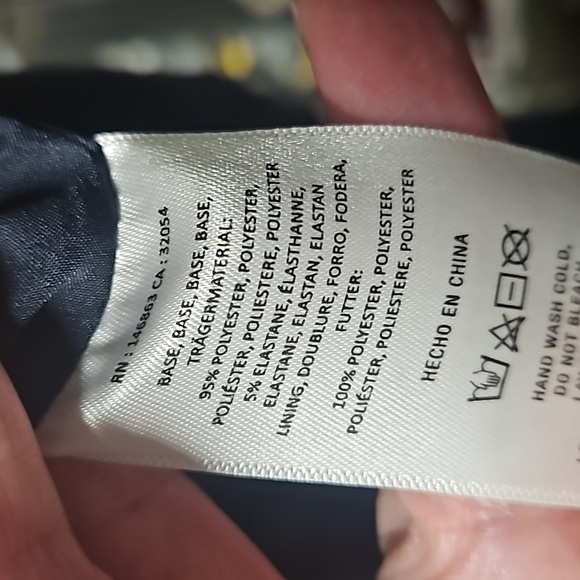 RN : 146863 CA : 32054
BASE, BASE, BASE, BASE,
TRÄGERMATERIAL:
95% POLYESTER, POLYESTER,
POLIÉSTER, POLIESTERE, POLYESTER
5% ELASTANE, ÉLASTHANNE,
ELASTANE, ELASTAN, ELASTAN
LINING, DOUBLURE, FORRO, FODERA,
FUTTER:
100% POLYESTER, POLYESTER,
POLIÉSTER, POLIESTERE, POLYESTER
HECHO EN CHINA
HAND WASH COLD,
DO NOT BLEACH